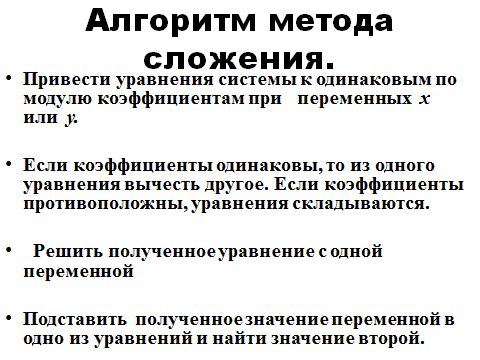 Алгоритм метода
сложения.
• Привести уравнения системы к одинаковым по
модулю коэффициентам при переменных x
или y.
• Если коэффициенты одинаковы, то из одного
уравнения вычесть другое. Если коэффициенты
противоположны, уравнения складываются.
• Решить полученное уравнение с одной
переменной
• Подставить полученное значение переменной в
одно из уравнений и найти значение второй.